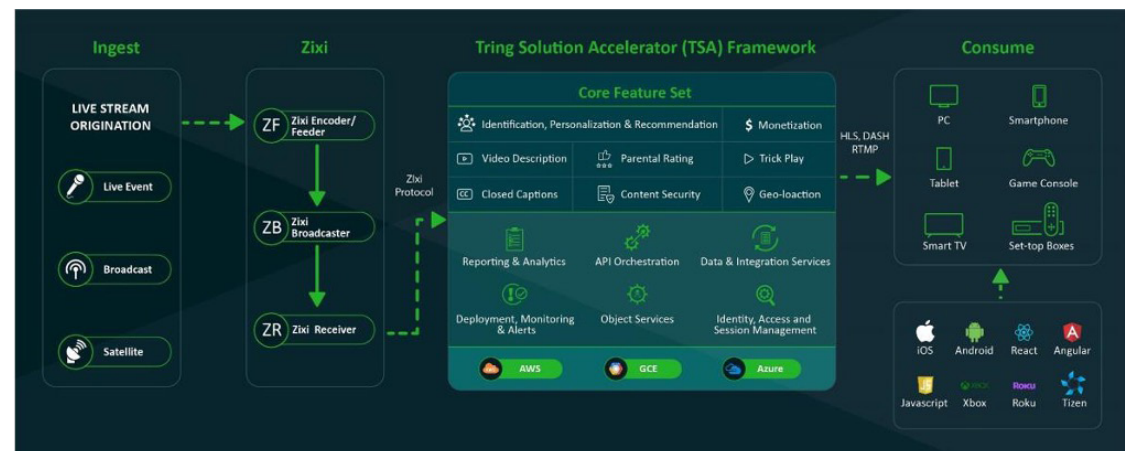 Ingest
Zixi
Tring Solution Accelerator (TSA) Framework
Consume
LIVE STREAM
ORIGINATION
Live Event
Broadcast
Satellite
ZF
Zixi Encoder/
Feeder
ZB
Zixi
Broadcaster
ZR
Zixi Receiver
Zixi
Protocol
Core Feature Set
Identification, Personalization & Recommendation
$ Monetization
Video Description
Parental Rating
Trick Play
CC
Closed Captions
Content Security
Geo-loaction
Reporting & Analytics
API Orchestration
Data & Integration Services
Deployment, Monitoring
& Alerts
Object Services
Identity, Access and
Session Management
AWS
GCE
Azure
HLS, DASH
RTMP
PC
Smartphone
Tablet
Game Console
Smart TV
Set-top Boxes
iOS
Android
React
Angular
JS
XBOX
ROKU
Javascript
Xbox
Roku
Tizen